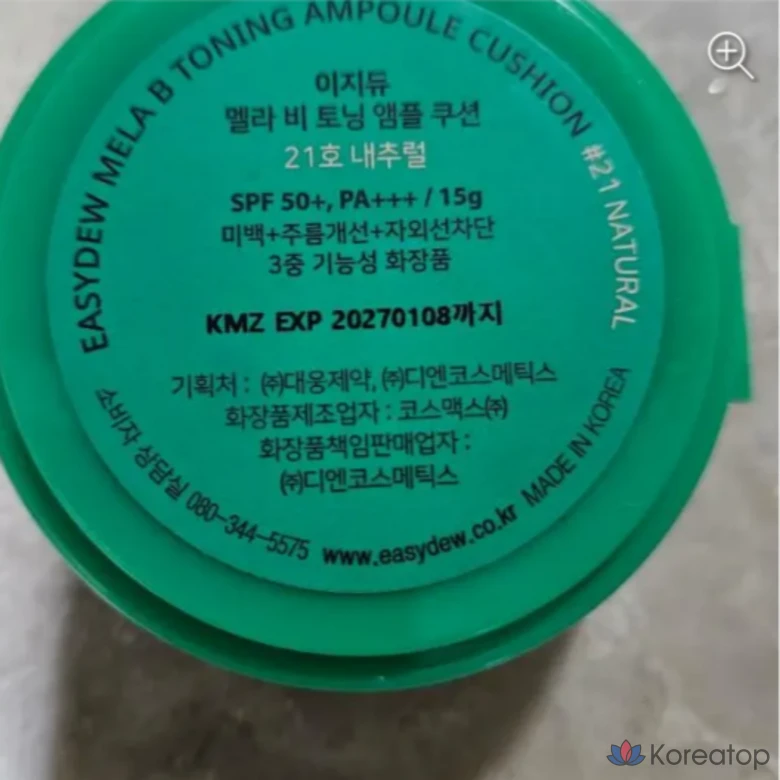 EASYDEW MELA B TONING AMPOULE CUSHION #21 NATURAL
이지듀
멜라 비 토닝 앰플 쿠션
21호 내추럴
SPF 50+, PA+++ / 15g
미백+주름개선+자외선차단
3중 기능성 화장품
KMZ EXP 20270108까지
기획처 : ㈜대웅제약, ㈜디엔코스메틱스
화장품제조업자 : 코스맥스㈜
화장품책임판매업자 :
㈜디엔코스메틱스
소비자 상담실 080-344-5575 www.easydew.co.kr MADE IN KOREA
Koreatop